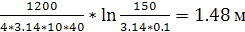 1200/(4*3.14*10*40) * ln 150/(3.14*0.1) = 1.48 м